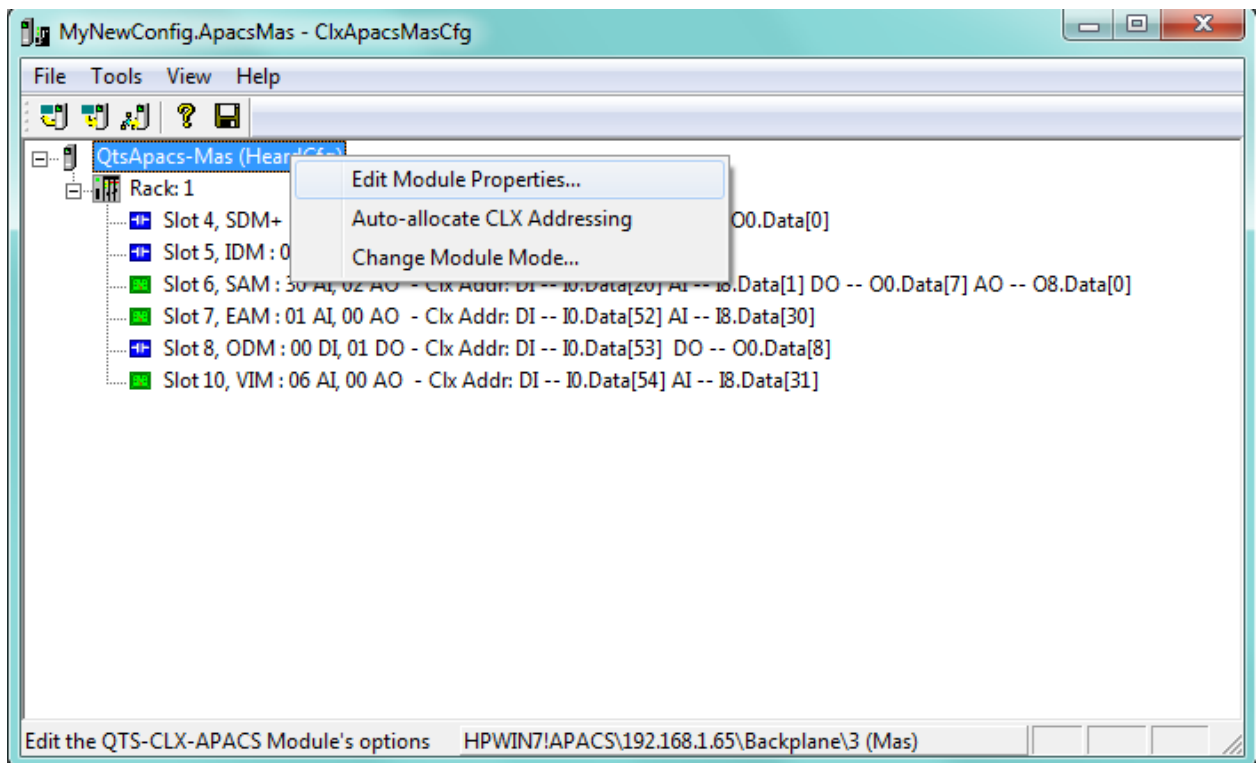 MyNewConfig.ApacsMas - ClxApacsMasCfg
File Tools View Help
QtsApacs-Mas
Edit Module Properties...
Rack: 1
Auto-allocate CLX Addressing
Slot 4, SDM+ O0.Data[0]
Change Module Mode...
Slot 5, IDM : 0
Slot 6, SAM : 30 AI, 02 AO - Clx Addr: DI -- I0.Data[20] AI -- I8.Data[1] DO -- O0.Data[7] AO -- O8.Data[0]
Slot 7, EAM : 01 AI, 00 AO - Clx Addr: DI -- I0.Data[52] AI -- I8.Data[30]
Slot 8, ODM : 00 DI, 01 DO - Clx Addr: DI -- I0.Data[53] DO -- O0.Data[8]
Slot 10, VIM : 06 AI, 00 AO - Clx Addr: DI -- I0.Data[54] AI -- I8.Data[31]
Edit the QTS-CLX-APACS Module's options HPWIN7!APACS\192.168.1.65\Backplane\3 (Mas)